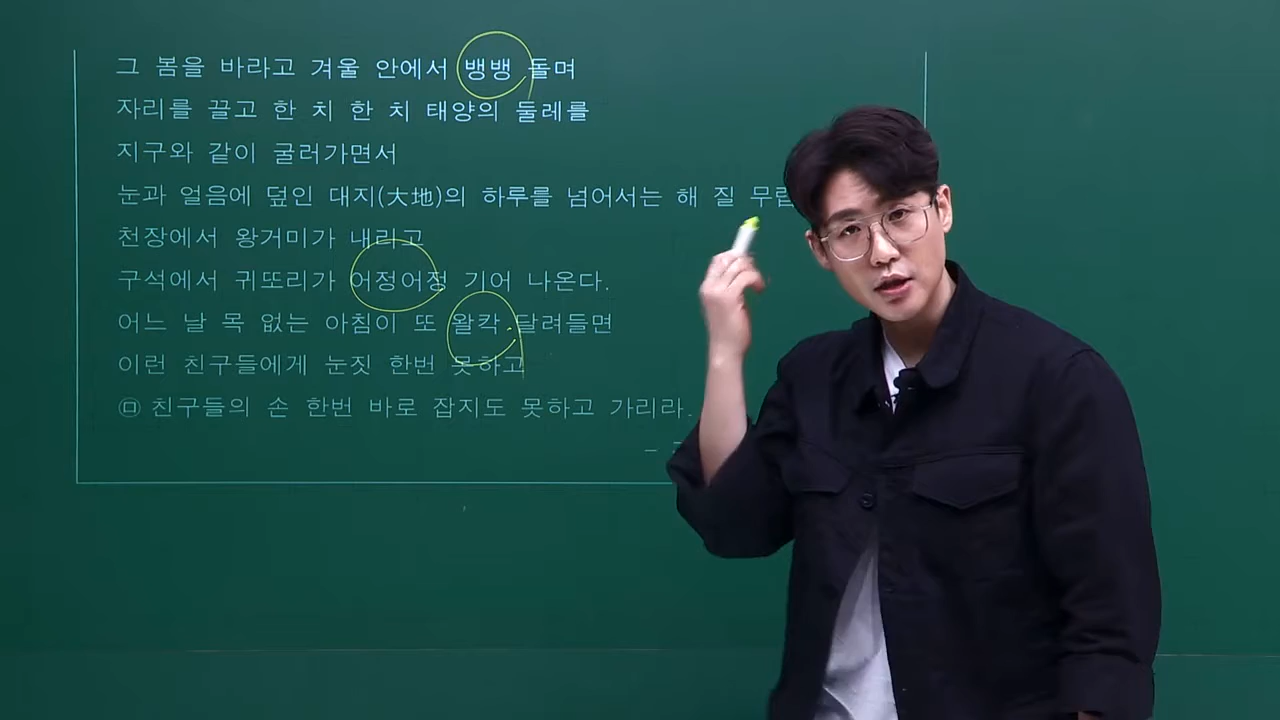 그 봄을 바라고 겨울 안에서 뱅뱅 돌며
자리를 끌고 한 치 한 치 태양의 둘레를
지구와 같이 굴러가면서
눈과 얼음에 덮인 대지(大地)의 하루를 넘어서는 해 질
천장에서 왕거미가 내리고
구석에서 귀또리가 어정어정 기어 나온다.
어느 날 목 없는 아침이 또 왈칵 달려들면
이런 친구들에게 눈짓 한번 못하고
㉤ 친구들의 손 한번 바로 잡지도 못하고 가리라.